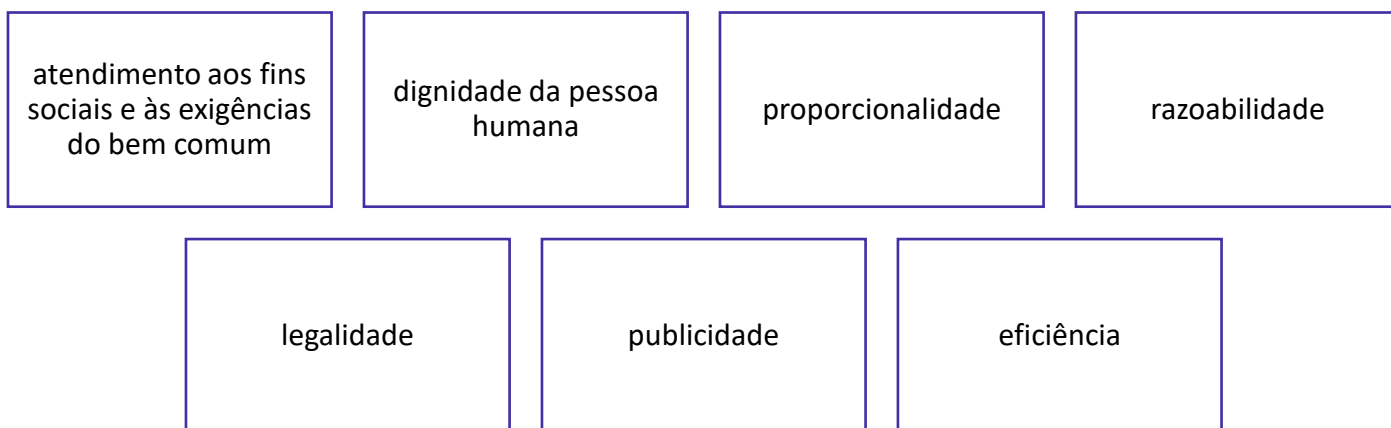 atendimento aos fins
sociais e às exigências
do bem comum
dignidade da pessoa
humana
proporcionalidade
razoabilidade
legalidade
publicidade
eficiência